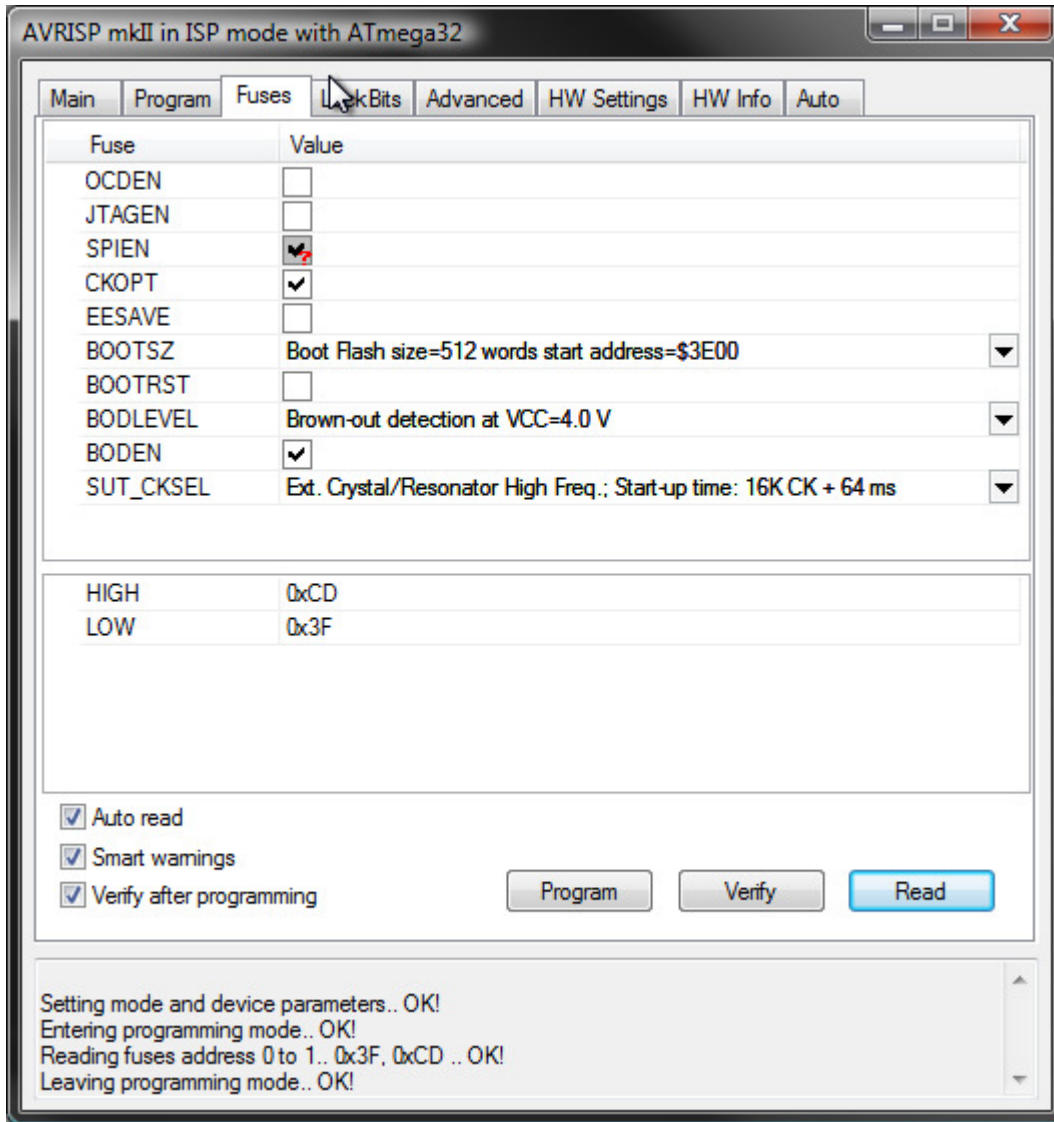 AVRISP mkII in ISP mode with ATmega32
Main Program Fuses LockBits Advanced HW Settings HW Info Auto
Fuse Value
OCDEN
JTAGEN
SPIEN
CKOPT
EESAVE
BOOTSZ Boot Flash size=512 words start address=$3E00
BOOTRST
BODLEVEL Brown-out detection at VCC=4.0 V
BODEN
SUT_CKSEL Ext. Crystal/Resonator High Freq.; Start-up time: 16K CK + 64 ms
HIGH 0xCD
LOW 0x3F
Auto read
Smart warnings
Verify after programming
Program Verify Read
Setting mode and device parameters.. OK!
Entering programming mode.. OK!
Reading fuses address 0 to 1.. 0x3F, 0xCD .. OK!
Leaving programming mode.. OK!